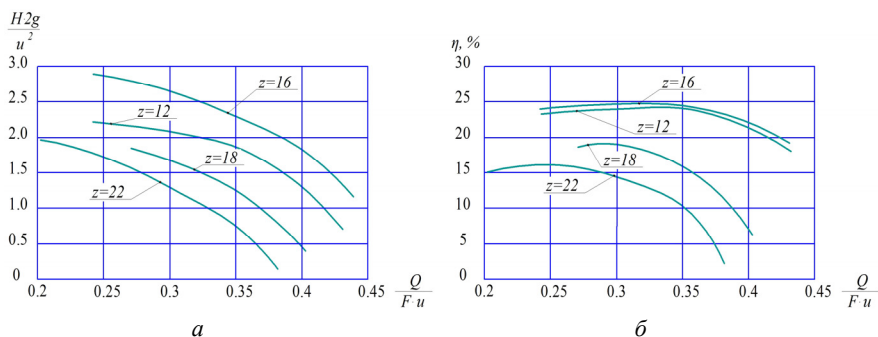 H2g
u²
3.0
2.5
2.0
1.5
1.0
0.5
0
z=16
z=12
z=18
z=22
0.2 0.25 0.3 0.35 0.4 0.45
Q
F·u
а
η, %
30
25
20
15
10
5
0
z=16
z=12
z=18
z=22
0.2 0.25 0.3 0.35 0.4 0.45
Q
F·u
б